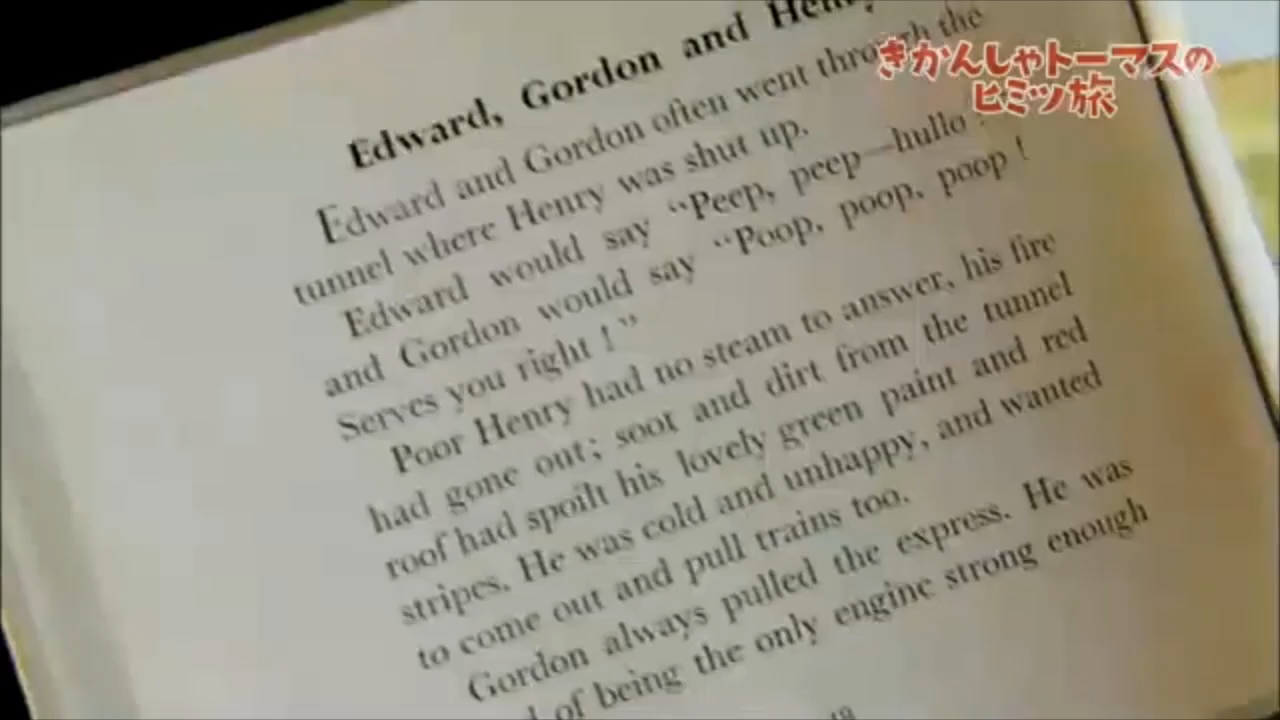 Edward, Gordon and Henry
Edward and Gordon often went through the
tunnel where Henry was shut up.
Edward would say “Peep, peep—hullo !”
and Gordon would say “Poop, poop, poop !
Serves you right ! ”
Poor Henry had no steam to answer, his fire
had gone out; soot and dirt from the tunnel
roof had spoilt his lovely green paint and red
stripes. He was cold and unhappy, and wanted
to come out and pull trains too.
Gordon always pulled the express. He was
of being the only engine strong enough
きかんしゃトーマスの
ヒミツ旅